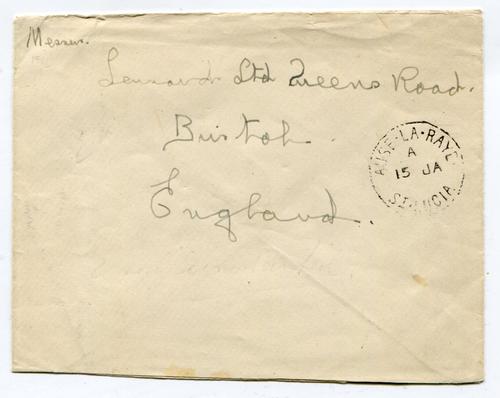 Messrs.
Lennards Ltd Queens Road.
Bristol.
England.
ANSE-LA-RAYE
A
15 JA
ST. LUCIA